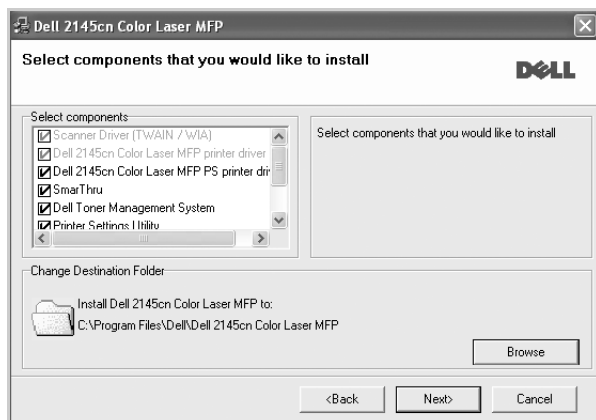 Dell 2145cn Color Laser MFP
Select components that you would like to install
DELL
Select components
Scanner Driver (TWAIN / WIA)
Dell 2145cn Color Laser MFP printer driver
Dell 2145cn Color Laser MFP PS printer dri
SmarThru
Dell Toner Management System
Printer Settings Utility
Select components that you would like to install
Change Destination Folder
Install Dell 2145cn Color Laser MFP to:
C:\Program Files\Dell\Dell 2145cn Color Laser MFP
Browse
<Back
Next>
Cancel